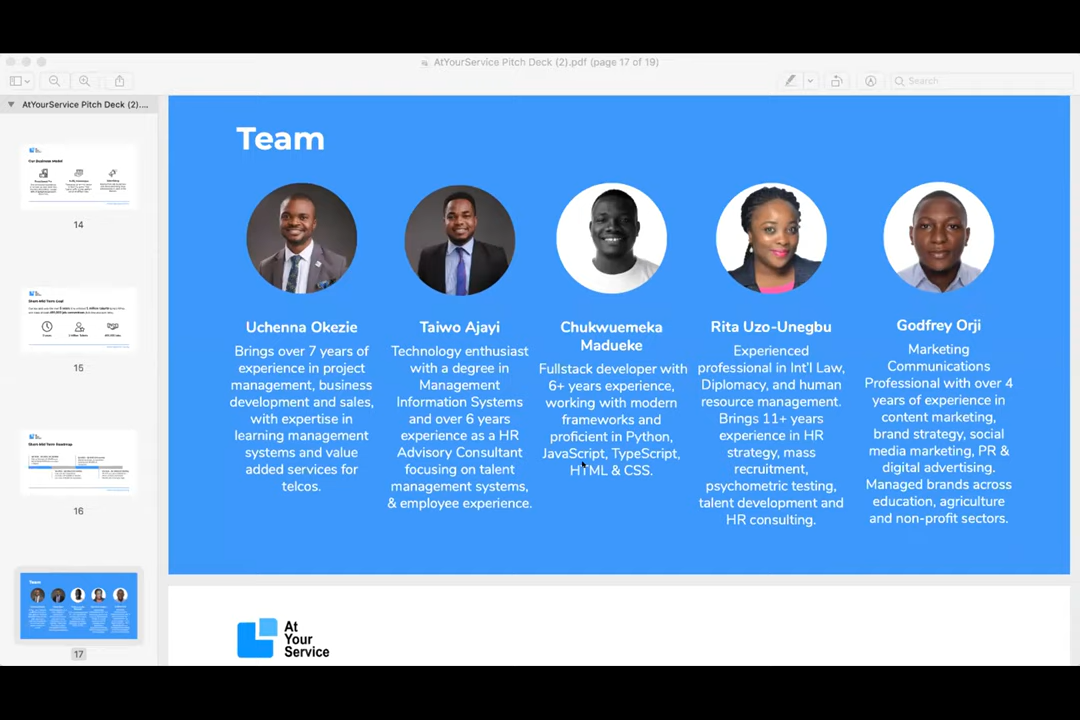 AtYourService Pitch Deck (2).pdf (page 17 of 19)
Search
AtYourService Pitch Deck (2)....
14
15
16
Team
17
Team
Uchenna Okezie
Brings over 7 years of
experience in project
management, business
development and sales,
with expertise in
learning management
systems and value
added services for
telcos.
Taiwo Ajayi
Technology enthusiast
with a degree in
Management
Information Systems
and over 6 years
experience as a HR
Advisory Consultant
focusing on talent
management systems,
& employee experience.
Chukwuemeka
Madueke
Fullstack developer with
6+ years experience,
working with modern
frameworks and
proficient in Python,
JavaScript, TypeScript,
HTML & CSS.
Rita Uzo-Unegbu
Experienced
professional in Int'l Law,
Diplomacy, and human
resource management.
Brings 11+ years
experience in HR
strategy, mass
recruitment,
psychometric testing,
talent development and
HR consulting.
Godfrey Orji
Marketing
Communications
Professional with over 4
years of experience in
content marketing,
brand strategy, social
media marketing, PR &
digital advertising.
Managed brands across
education, agriculture
and non-profit sectors.
At
Your
Service